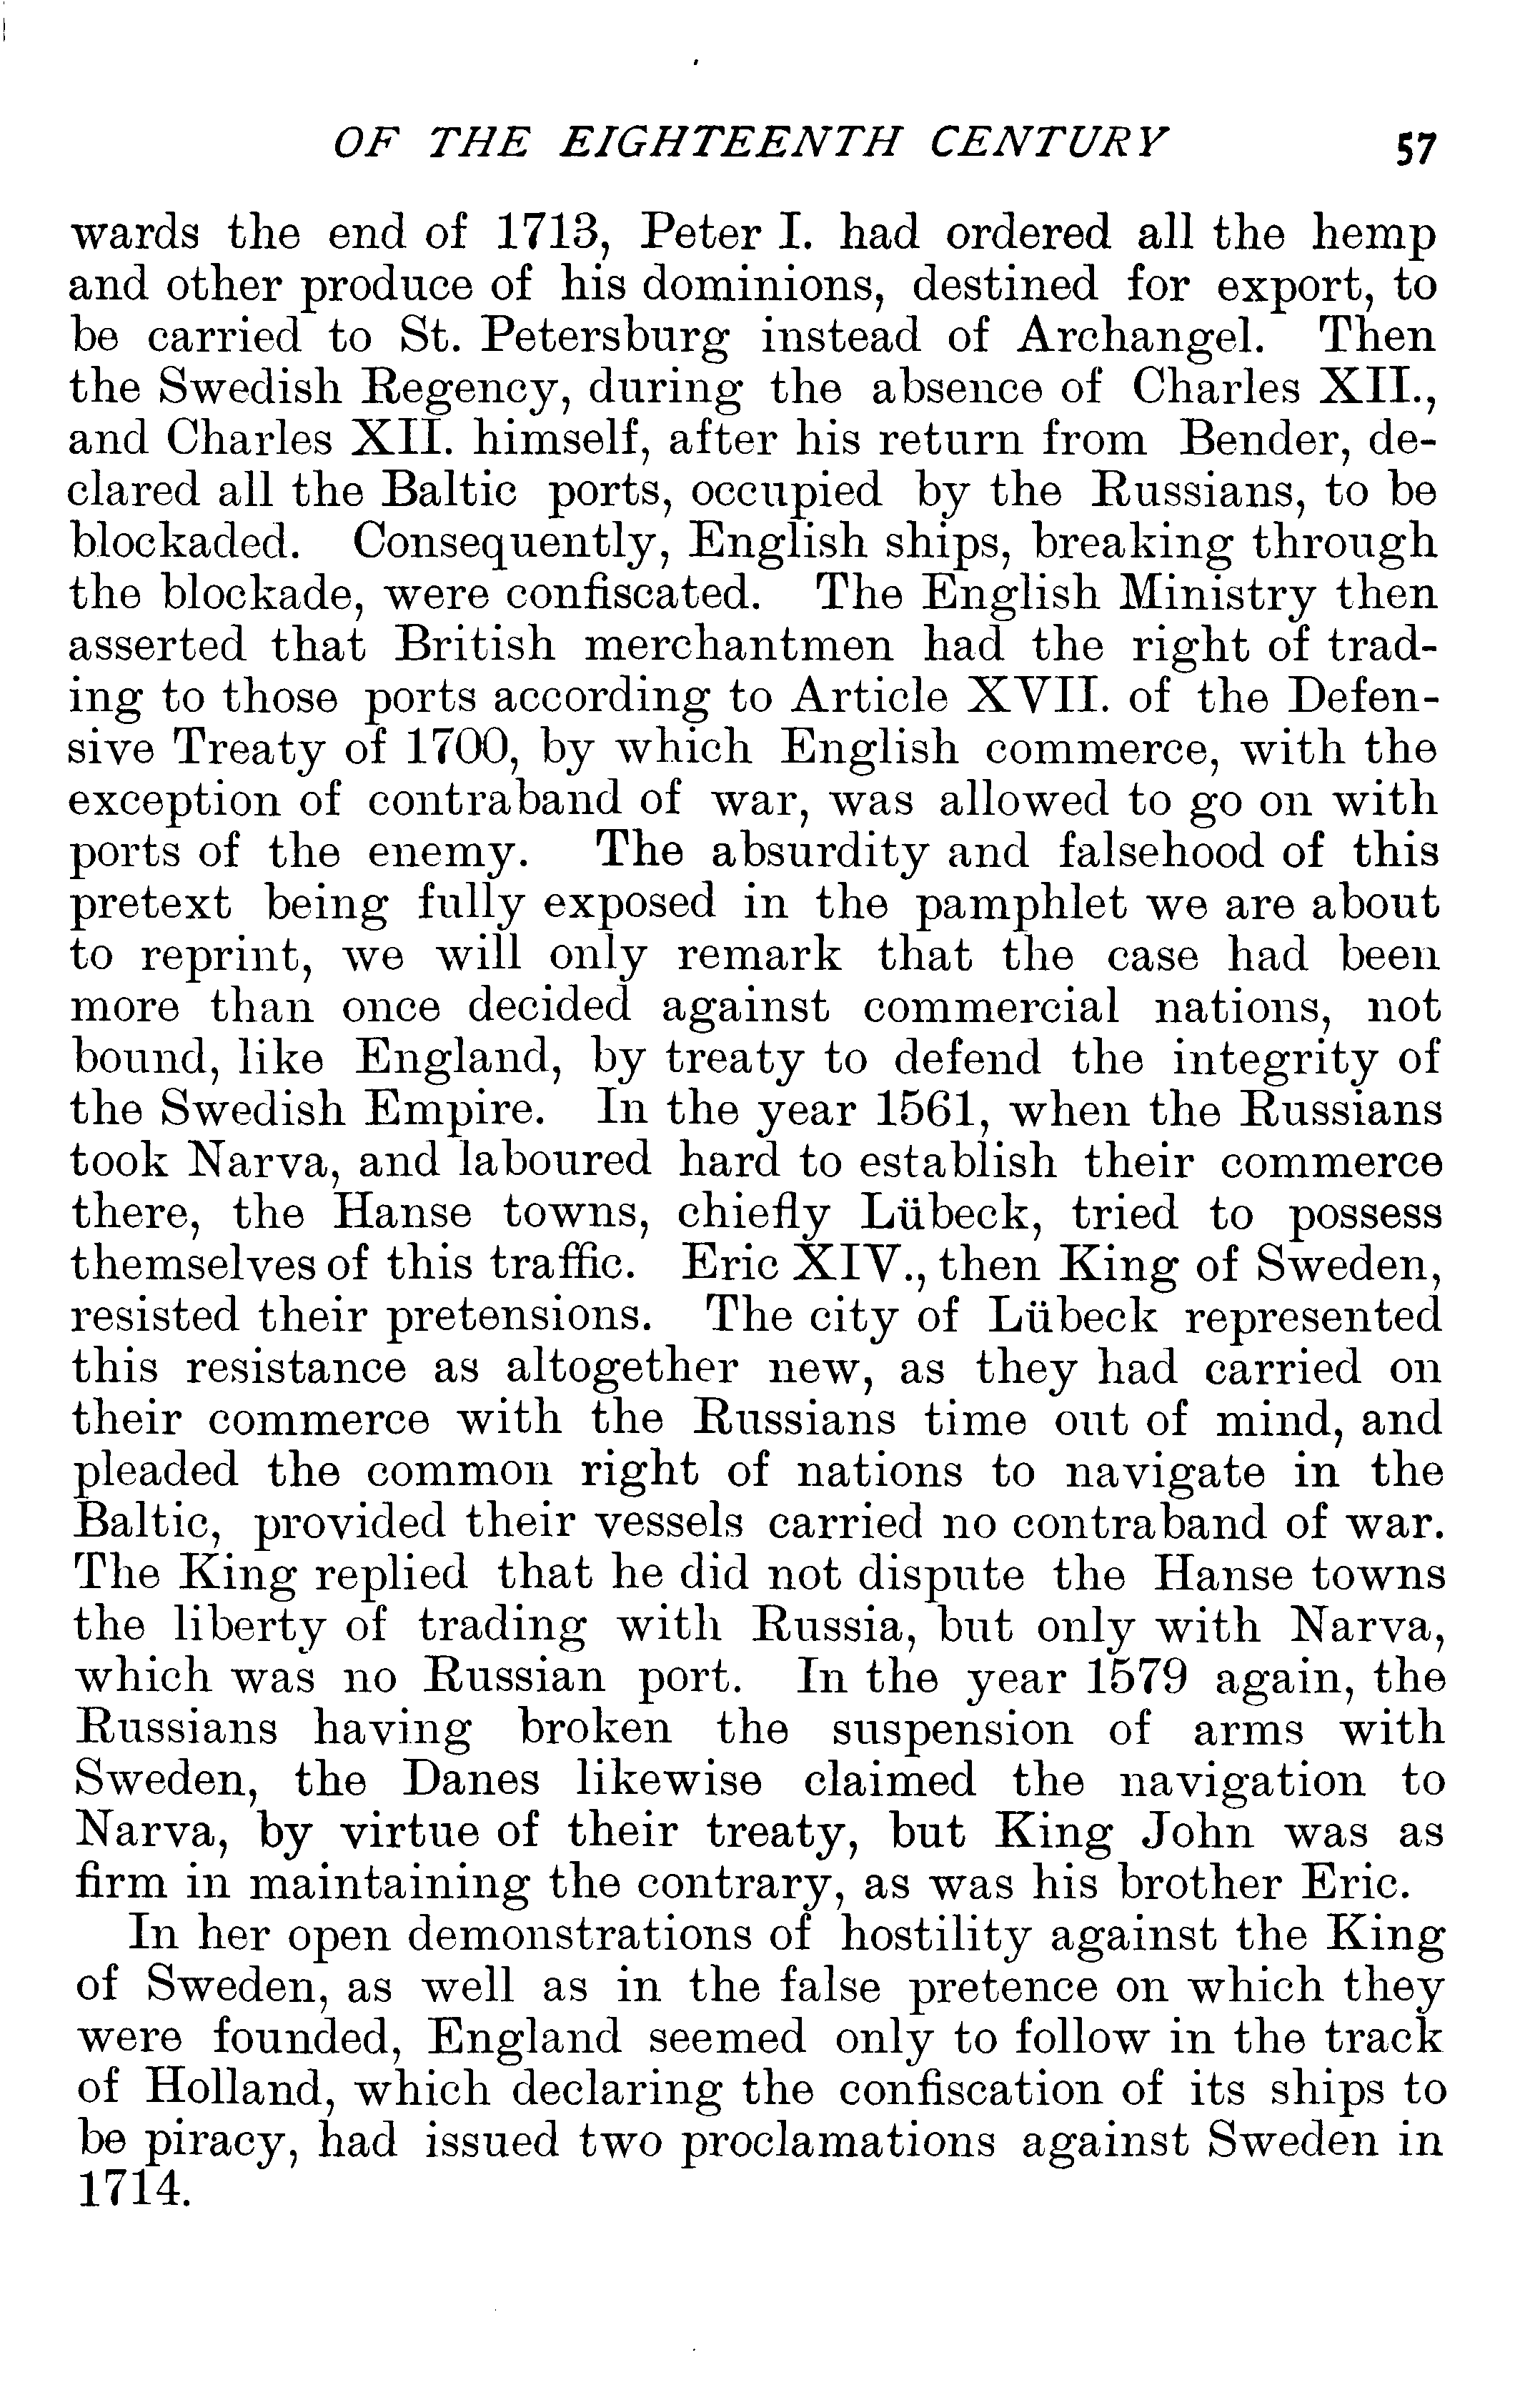 OF THE EIGHTEENTH CENTURY 57
wards the end of 1713, Peter I. had ordered all the hemp
and other produce of his dominions, destined for export, to
be carried to St. Petersburg instead of Archangel. Then
the Swedish Regency, during the absence of Charles XII.,
and Charles XII. himself, after his return from Bender, de-
clared all the Baltic ports, occupied by the Russians, to be
blockaded. Consequently, English ships, breaking through
the blockade, were confiscated. The English Ministry then
asserted that British merchantmen had the right of trad-
ing to those ports according to Article XVII. of the Defen-
sive Treaty of 1700, by which English commerce, with the
exception of contraband of war, was allowed to go on with
ports of the enemy. The absurdity and falsehood of this
pretext being fully exposed in the pamphlet we are about
to reprint, we will only remark that the case had been
more than once decided against commercial nations, not
bound, like England, by treaty to defend the integrity of
the Swedish Empire. In the year 1561, when the Russians
took Narva, and laboured hard to establish their commerce
there, the Hanse towns, chiefly Lübeck, tried to possess
themselves of this traffic. Eric XIV., then King of Sweden,
resisted their pretensions. The city of Lübeck represented
this resistance as altogether new, as they had carried on
their commerce with the Russians time out of mind, and
pleaded the common right of nations to navigate in the
Baltic, provided their vessels carried no contraband of war.
The King replied that he did not dispute the Hanse towns
the liberty of trading with Russia, but only with Narva,
which was no Russian port. In the year 1579 again, the
Russians having broken the suspension of arms with
Sweden, the Danes likewise claimed the navigation to
Narva, by virtue of their treaty, but King John was as
firm in maintaining the contrary, as was his brother Eric.
In her open demonstrations of hostility against the King
of Sweden, as well as in the false pretence on which they
were founded, England seemed only to follow in the track
of Holland, which declaring the confiscation of its ships to
be piracy, had issued two proclamations against Sweden in
1714.